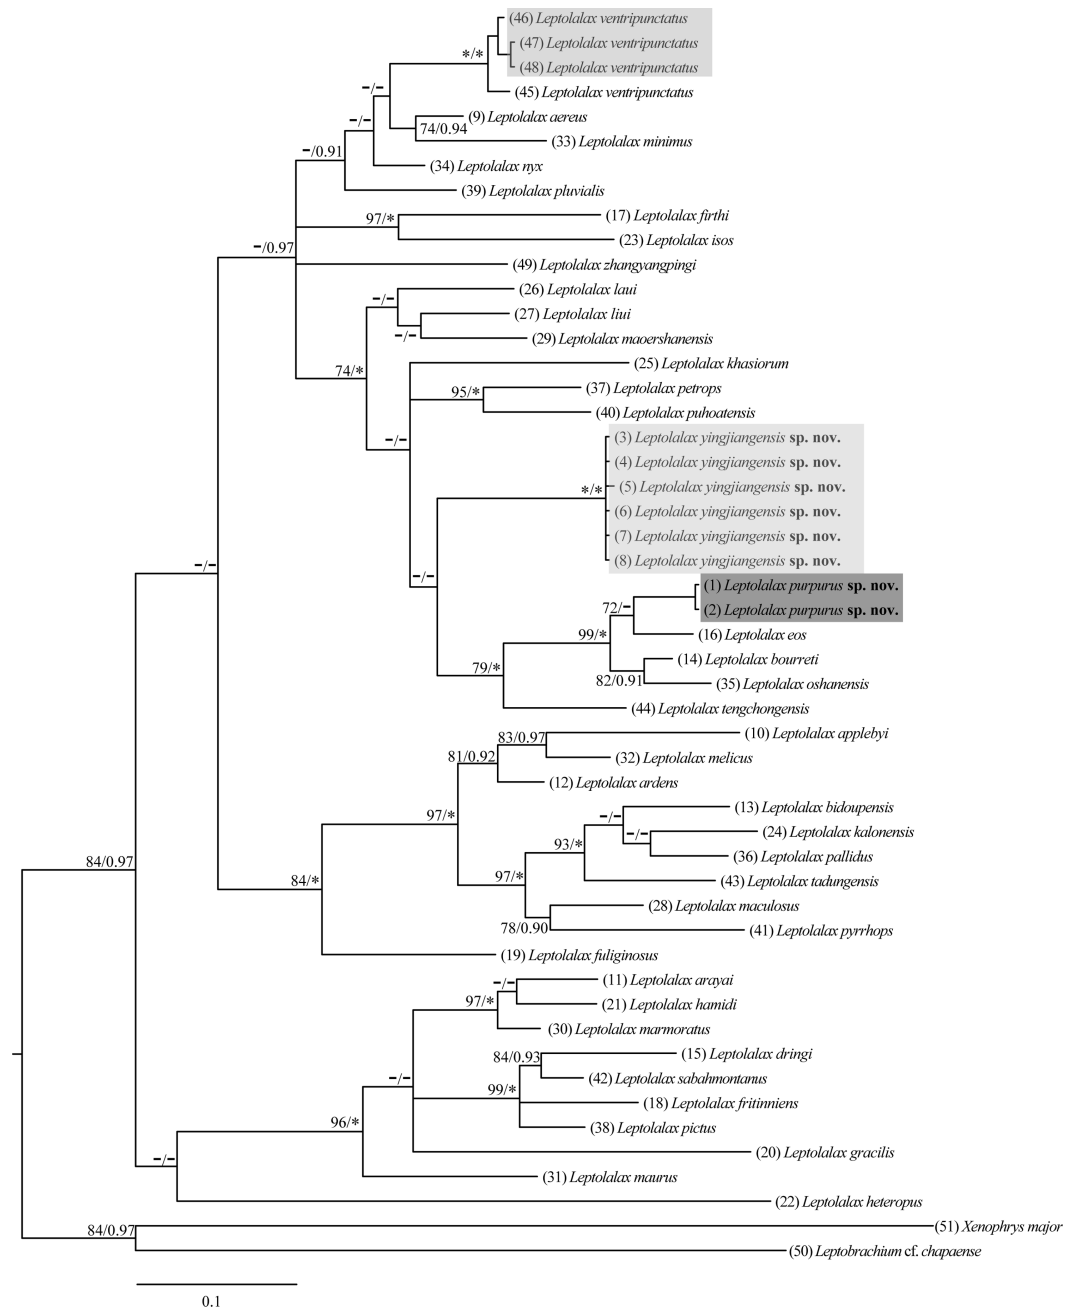 (46) Leptolalax ventripunctatus
(47) Leptolalax ventripunctatus
*/*
(48) Leptolalax ventripunctatus
–/–
(45) Leptolalax ventripunctatus
–/–
(9) Leptolalax aereus
74/0.94
(33) Leptolalax minimus
–/0.91
(34) Leptolalax nyx
(39) Leptolalax pluvialis
97/*
(17) Leptolalax firthi
–/0.97
(23) Leptolalax isos
(49) Leptolalax zhangyangpingi
–/–
(26) Leptolalax laui
(27) Leptolalax liui
–/–
(29) Leptolalax maoershanensis
74/*
(25) Leptolalax khasiorum
95/*
(37) Leptolalax petrops
(40) Leptolalax puhoatensis
–/–
(3) Leptolalax yingjiangensis sp. nov.
(4) Leptolalax yingjiangensis sp. nov.
*/*
(5) Leptolalax yingjiangensis sp. nov.
(6) Leptolalax yingjiangensis sp. nov.
(7) Leptolalax yingjiangensis sp. nov.
(8) Leptolalax yingjiangensis sp. nov.
–/–
–/–
(1) Leptolalax purpurus sp. nov.
72/–
(2) Leptolalax purpurus sp. nov.
99/*
(16) Leptolalax eos
(14) Leptolalax bourreti
79/*
82/0.91
(35) Leptolalax oshanensis
(44) Leptolalax tengchongensis
83/0.97
(10) Leptolalax applebyi
81/0.92
(32) Leptolalax melicus
(12) Leptolalax ardens
97/*
–/–
(13) Leptolalax bidoupensis
–/–
(24) Leptolalax kalonensis
93/*
(36) Leptolalax pallidus
84/0.97
84/*
97/*
(43) Leptolalax tadungensis
(28) Leptolalax maculosus
78/0.90
(41) Leptolalax pyrrhops
(19) Leptolalax fuliginosus
–/–
(11) Leptolalax arayai
97/*
(21) Leptolalax hamidi
(30) Leptolalax marmoratus
84/0.93
(15) Leptolalax dringi
–/–
99/*
(42) Leptolalax sabahmontanus
(18) Leptolalax fritinniens
96/*
(38) Leptolalax pictus
(20) Leptolalax gracilis
–/–
(31) Leptolalax maurus
(22) Leptolalax heteropus
84/0.97
(51) Xenophrys major
(50) Leptobrachium cf. chapaense
0.1